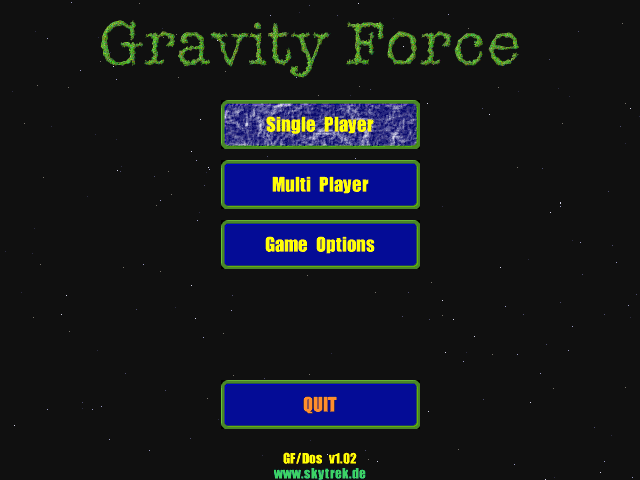 Gravity Force
Single Player
Multi Player
Game Options
QUIT
GF/Dos v1.02
www.skytrek.de